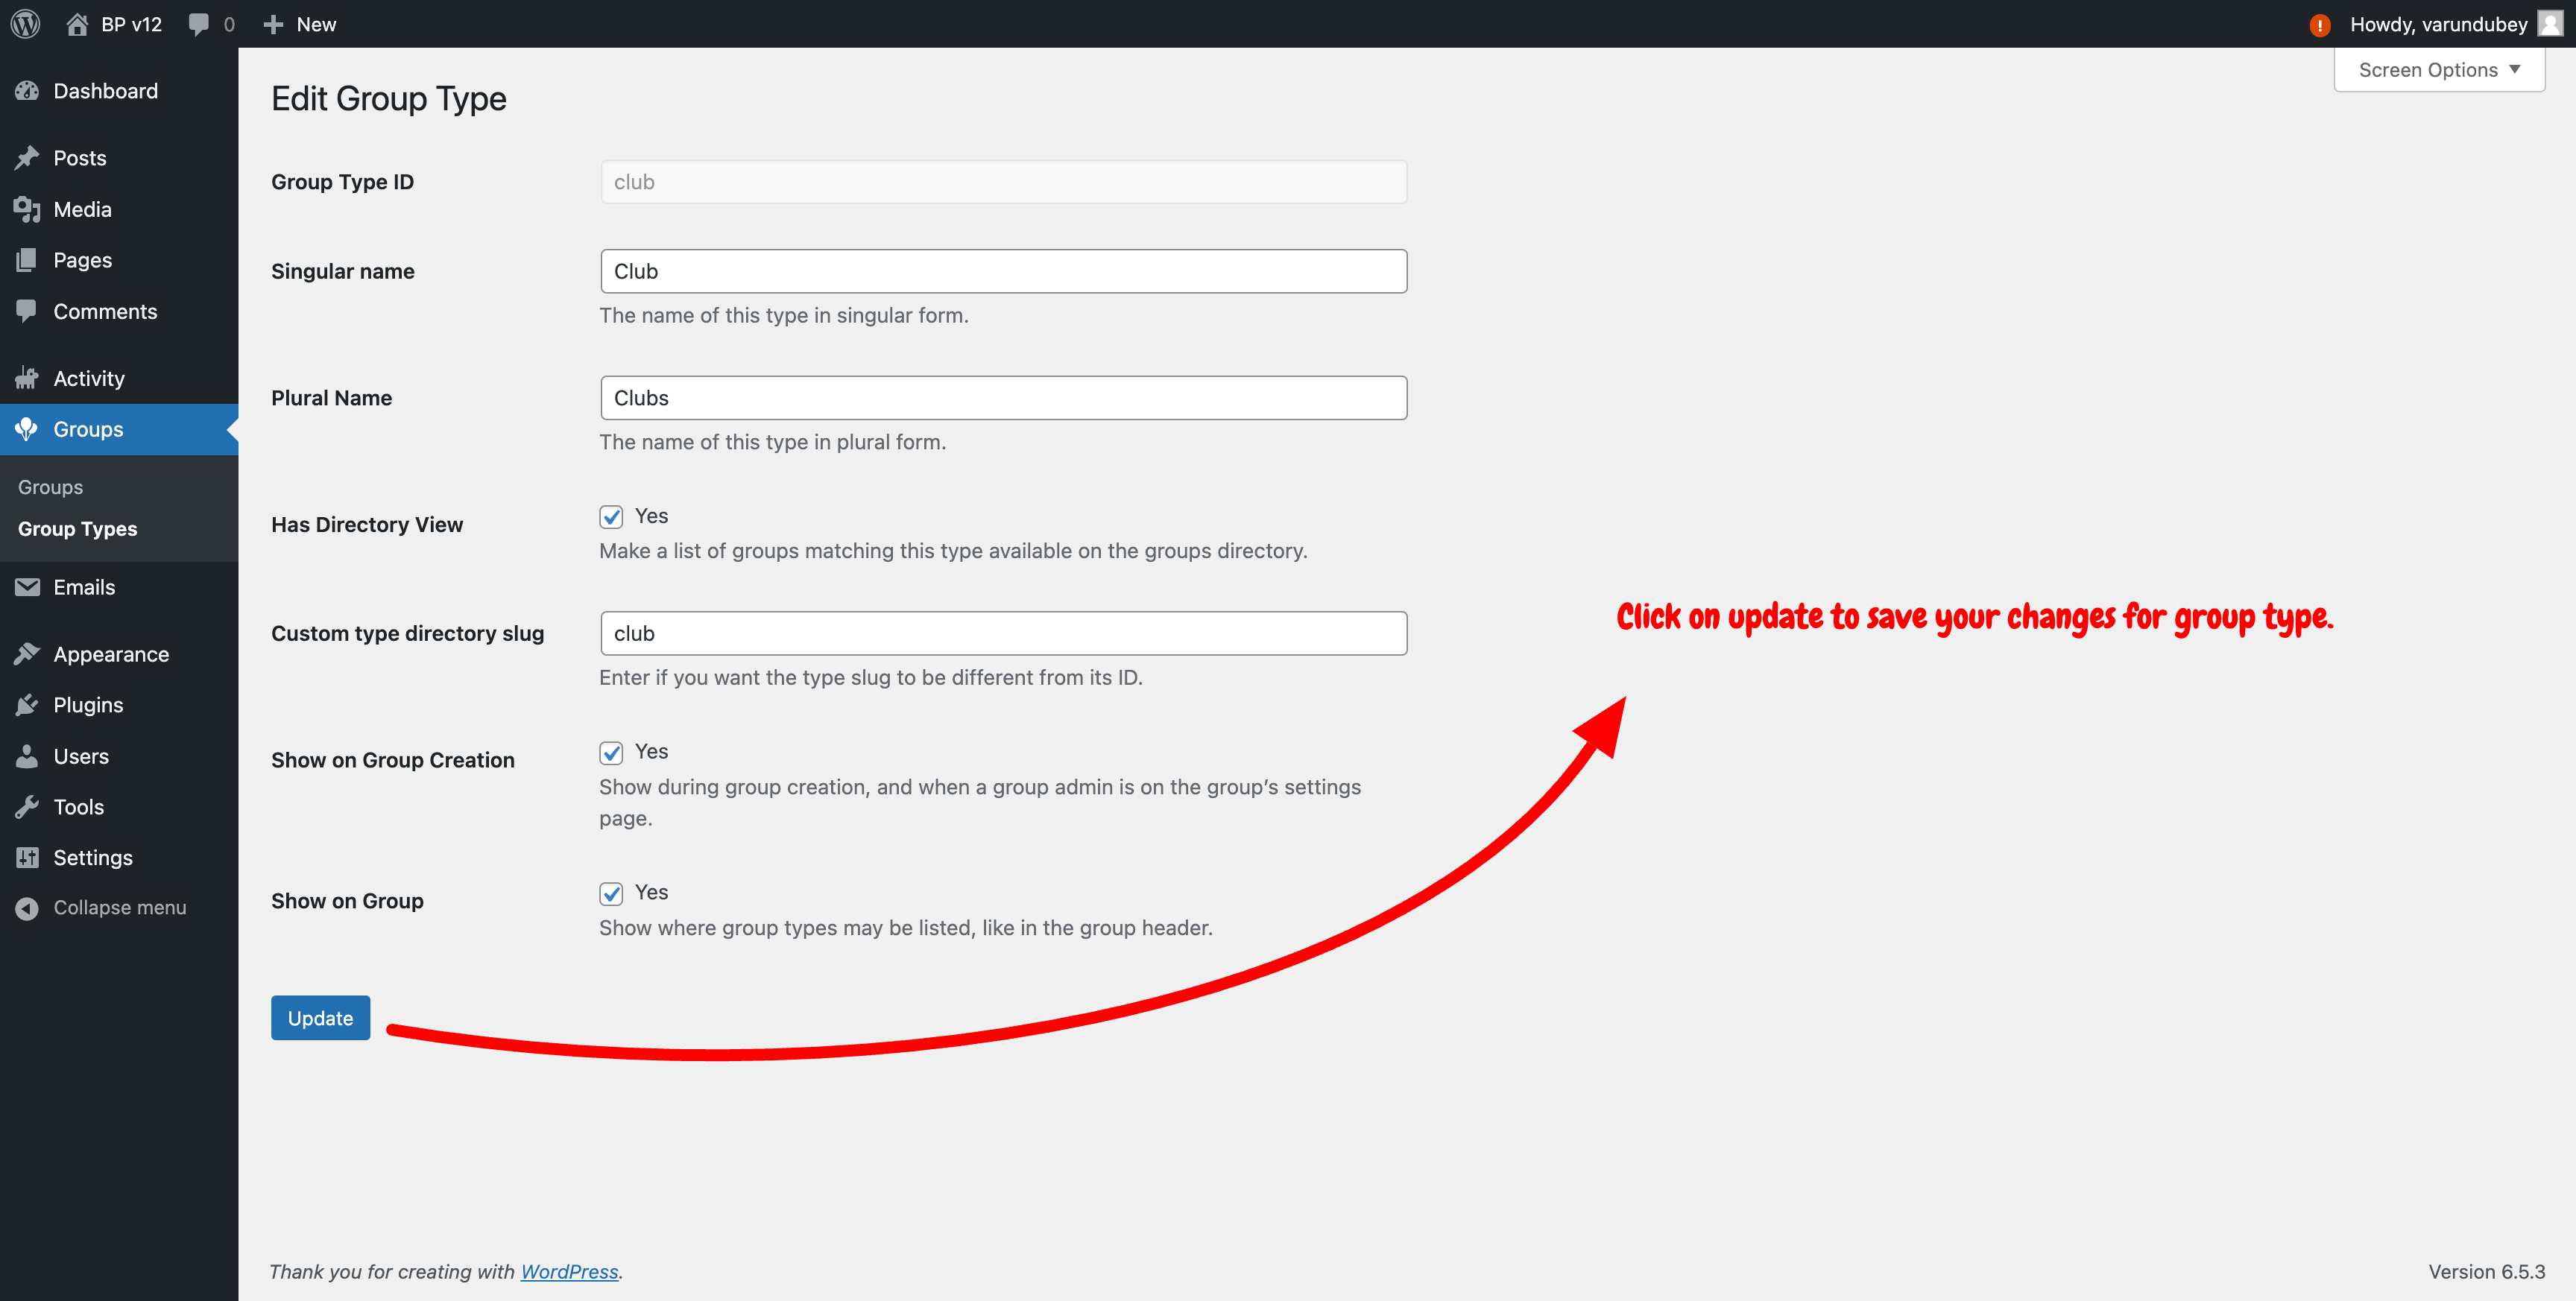 BP v12 0 New
Howdy, varundubey
Screen Options
Dashboard
Posts
Media
Pages
Comments
Activity
Groups
Groups
Group Types
Emails
Appearance
Plugins
Users
Tools
Settings
Collapse menu
Edit Group Type
Group Type ID
club
Singular name
Club
The name of this type in singular form.
Plural Name
Clubs
The name of this type in plural form.
Has Directory View
Yes
Make a list of groups matching this type available on the groups directory.
Custom type directory slug
club
Enter if you want the type slug to be different from its ID.
Show on Group Creation
Yes
Show during group creation, and when a group admin is on the group’s settings
page.
Show on Group
Yes
Show where group types may be listed, like in the group header.
Update
Click on update to save your changes for group type.
Thank you for creating with WordPress.
Version 6.5.3